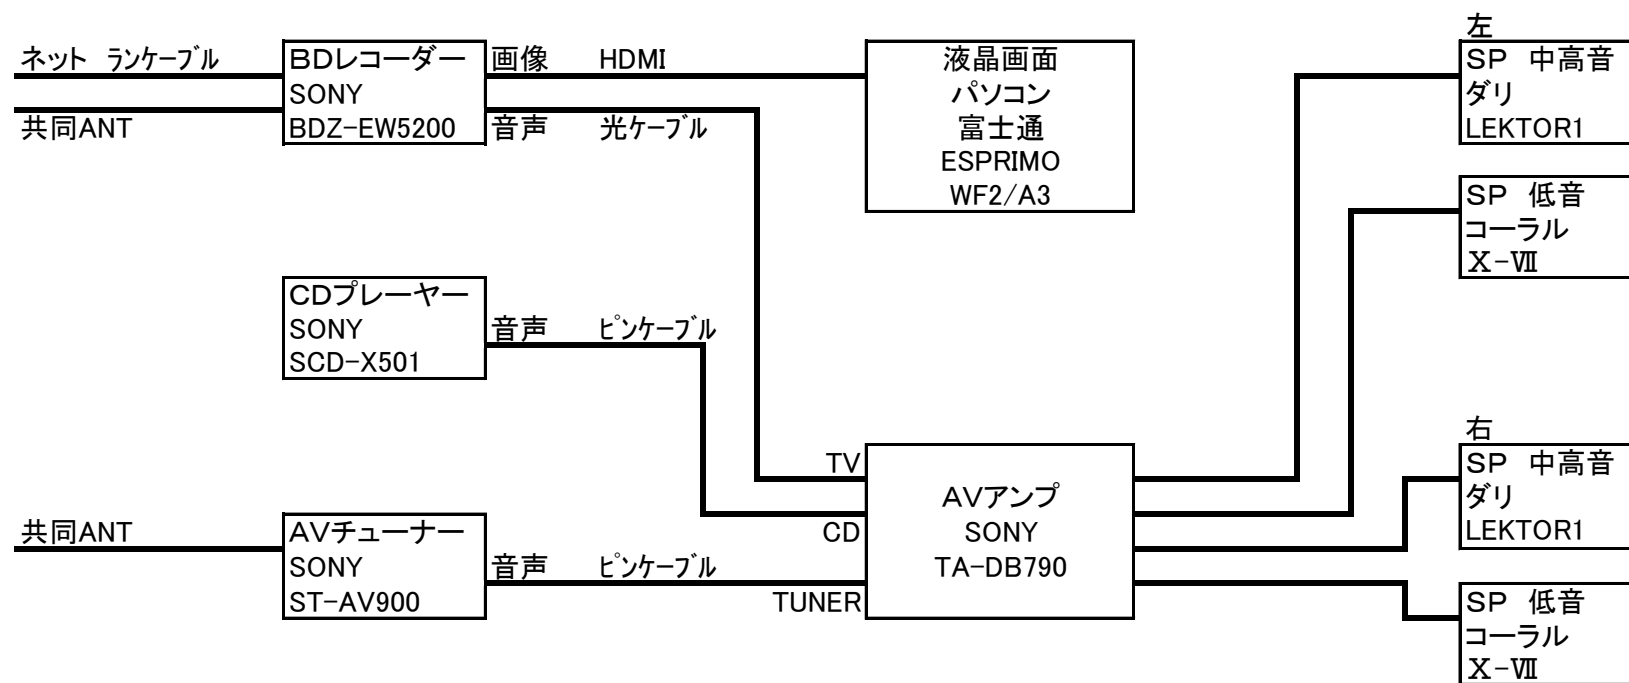 ネット ﾗﾝｹｰﾌﾞﾙ
共同ANT
BDレコーダー
SONY
BDZ-EW5200
画像 HDMI
音声 光ｹｰﾌﾞﾙ
液晶画面
パソコン
富士通
ESPRIMO
WF2/A3
左
SP 中高音
ダリ
LEKTOR1
SP 低音
コーラル
X-Ⅶ
CDプレーヤー
SONY
SCD-X501
音声 ﾋﾟﾝｹｰﾌﾞﾙ
共同ANT
AVチューナー
SONY
ST-AV900
音声 ﾋﾟﾝｹｰﾌﾞﾙ
TV
CD
TUNER
AVアンプ
SONY
TA-DB790
右
SP 中高音
ダリ
LEKTOR1
SP 低音
コーラル
X-Ⅶ